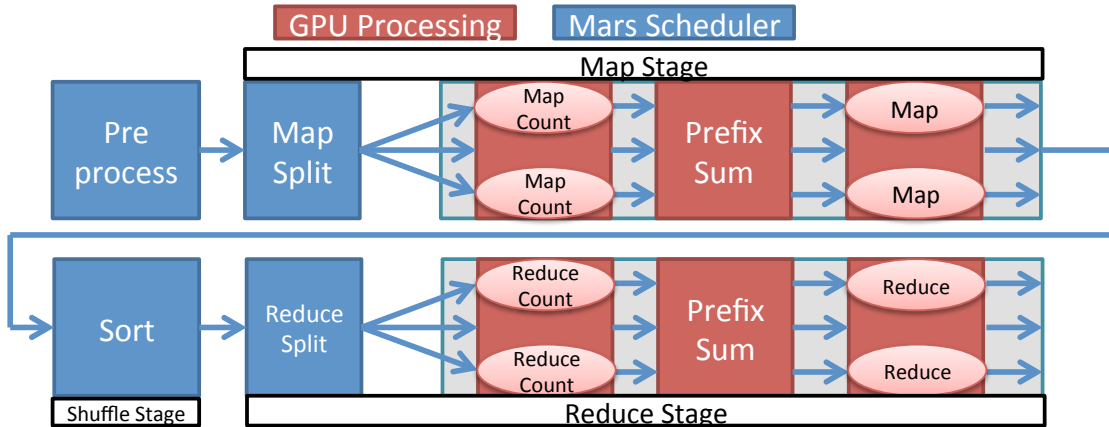 GPU Processing
Mars Scheduler
Map Stage
Pre
process
Map
Split
Map
Count
Map
Count
Prefix
Sum
Map
Map
Sort
Reduce
Split
Reduce
Count
Reduce
Count
Prefix
Sum
Reduce
Reduce
Shuffle Stage
Reduce Stage